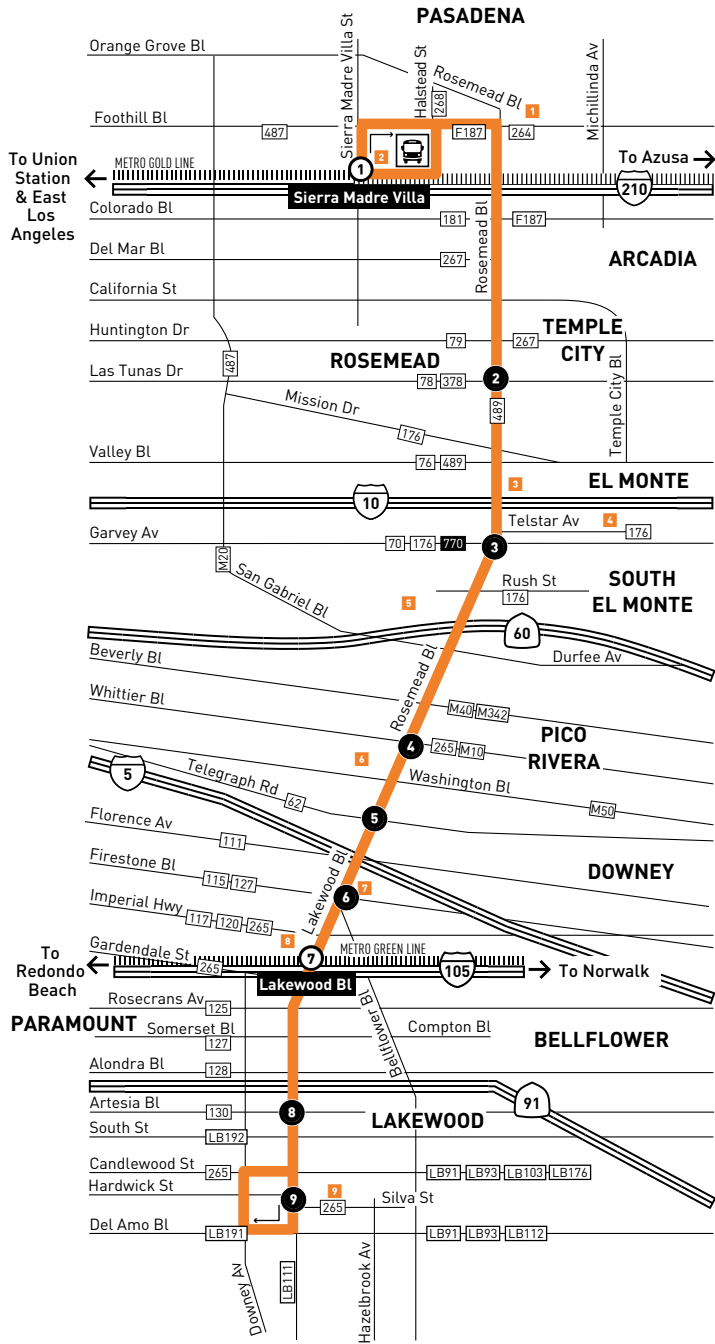 PASADENA
Orange Grove Bl
Sierra Madre Villa St
Halstead St
268
Rosemead Bl
1
Michillinda Av
Foothill Bl
487
F187
264
2
To Union
Station
& East
Los
Angeles
METRO GOLD LINE
1
Sierra Madre Villa
To Azusa
210
Colorado Bl
181
F187
Rosemead Bl
Del Mar Bl
267
ARCADIA
California St
Huntington Dr
79
267
TEMPLE
CITY
487
ROSEMEAD
Las Tunas Dr
78
378
2
489
Temple City Bl
Mission Dr
176
Valley Bl
76
489
EL MONTE
3
10
Telstar Av
4
176
Garvey Av
70
176
770
3
M20
San Gabriel Bl
5
Rush St
176
SOUTH
EL MONTE
60
Durfee Av
Beverly Bl
Rosemead Bl
M40
M342
Whittier Bl
4
265
M10
PICO
RIVERA
6
Washington Bl
5
Telegraph Rd
62
M50
5
Florence Av
111
DOWNEY
Firestone Bl
115
127
Lakewood Bl
6
7
Imperial Hwy
117
120
265
8
METRO GREEN LINE
Gardendale St
265
To
Redondo
Beach
7
Lakewood Bl
105
To Norwalk
Rosecrans Av
125
Bellflower Bl
PARAMOUNT
Somerset Bl
127
Compton Bl
BELLFLOWER
Alondra Bl
128
91
Artesia Bl
130
8
LAKEWOOD
South St
LB192
Candlewood St
265
LB91
LB93
LB103
LB176
Hardwick St
9
9
265
Silva St
Del Amo Bl
LB191
LB91
LB93
LB112
Downey Av
LB111
Hazelbrook Av